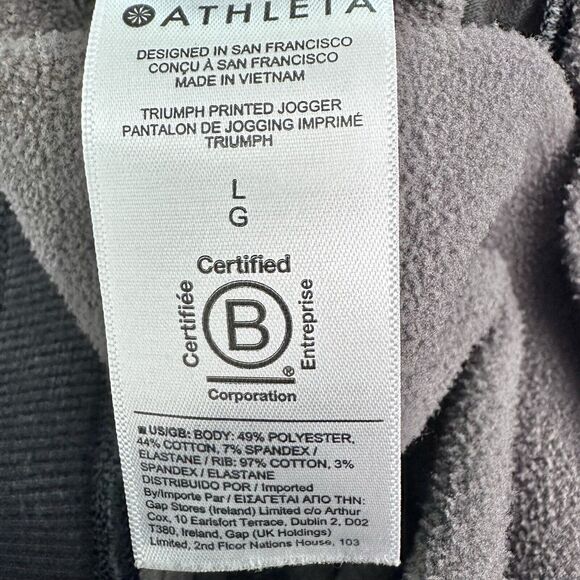 ATHLETA
DESIGNED IN SAN FRANCISCO
CONÇU À SAN FRANCISCO
MADE IN VIETNAM
TRIUMPH PRINTED JOGGER
PANTALON DE JOGGING IMPRIMÉ
TRIUMPH
L
G
Certified
Certifiée
B
Entreprise
®
Corporation
US/GB: BODY: 49% POLYESTER,
44% COTTON, 7% SPANDEX /
ELASTANE / RIB: 97% COTTON, 3%
SPANDEX / ELASTANE
DISTRIBUIDO POR / Imported
By/Importe Par / ΕΙΣΑΓΕΤΑΙ ΑΠΟ ΤΗΝ:
Gap Stores (Ireland) Limited c/o Arthur
Cox, 10 Earlsfort Terrace, Dublin 2, D02
T380, Ireland, Gap (UK Holdings)
Limited, 2nd Floor Nations House, 103